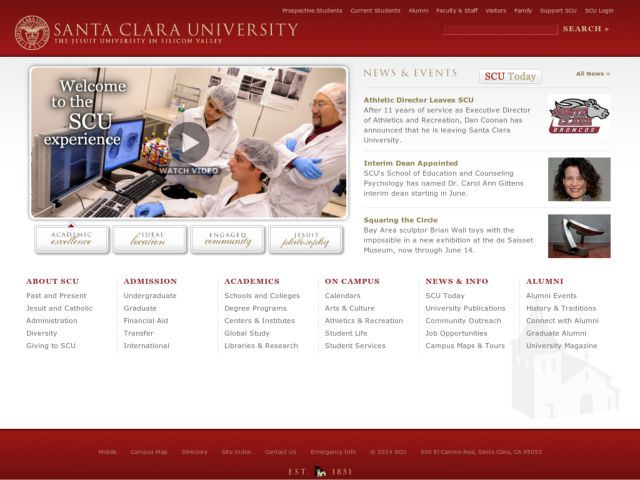 Prospective Students Current Students Alumni Faculty & Staff Visitors Family Support SCU SCU Login
SANTA CLARA UNIVERSITY
THE JESUIT UNIVERSITY IN SILICON VALLEY
SEARCH »
Welcome
to the
SCU
experience
WATCH VIDEO
ACADEMIC
excellence
IDEAL
location
ENGAGED
community
JESUIT
philosophy
NEWS & EVENTS
SCU Today
All News »
Athletic Director Leaves SCU
After 11 years of service as Executive Director
of Athletics and Recreation, Dan Coonan has
announced that he is leaving Santa Clara
University.
SANTA
CLARA
BRONCOS
Interim Dean Appointed
SCU's School of Education and Counseling
Psychology has named Dr. Carol Ann Gittens
interim dean starting in June.
Squaring the Circle
Bay Area sculptor Brian Wall toys with the
impossible in a new exhibition at the de Saisset
Museum, now through June 14.
ABOUT SCU
Past and Present
Jesuit and Catholic
Administration
Diversity
Giving to SCU
ADMISSION
Undergraduate
Graduate
Financial Aid
Transfer
International
ACADEMICS
Schools and Colleges
Degree Programs
Centers & Institutes
Global Study
Libraries & Research
ON CAMPUS
Calendars
Arts & Culture
Athletics & Recreation
Student Life
Student Services
NEWS & INFO
SCU Today
University Publications
Community Outreach
Job Opportunities
Campus Maps & Tours
ALUMNI
Alumni Events
History & Traditions
Connect with Alumni
Graduate Alumni
University Magazine
Mobile Campus Map Directory Site Index Contact Us Emergency Info © 2014 SCU 500 El Camino Real, Santa Clara, CA 95053
EST. 1851